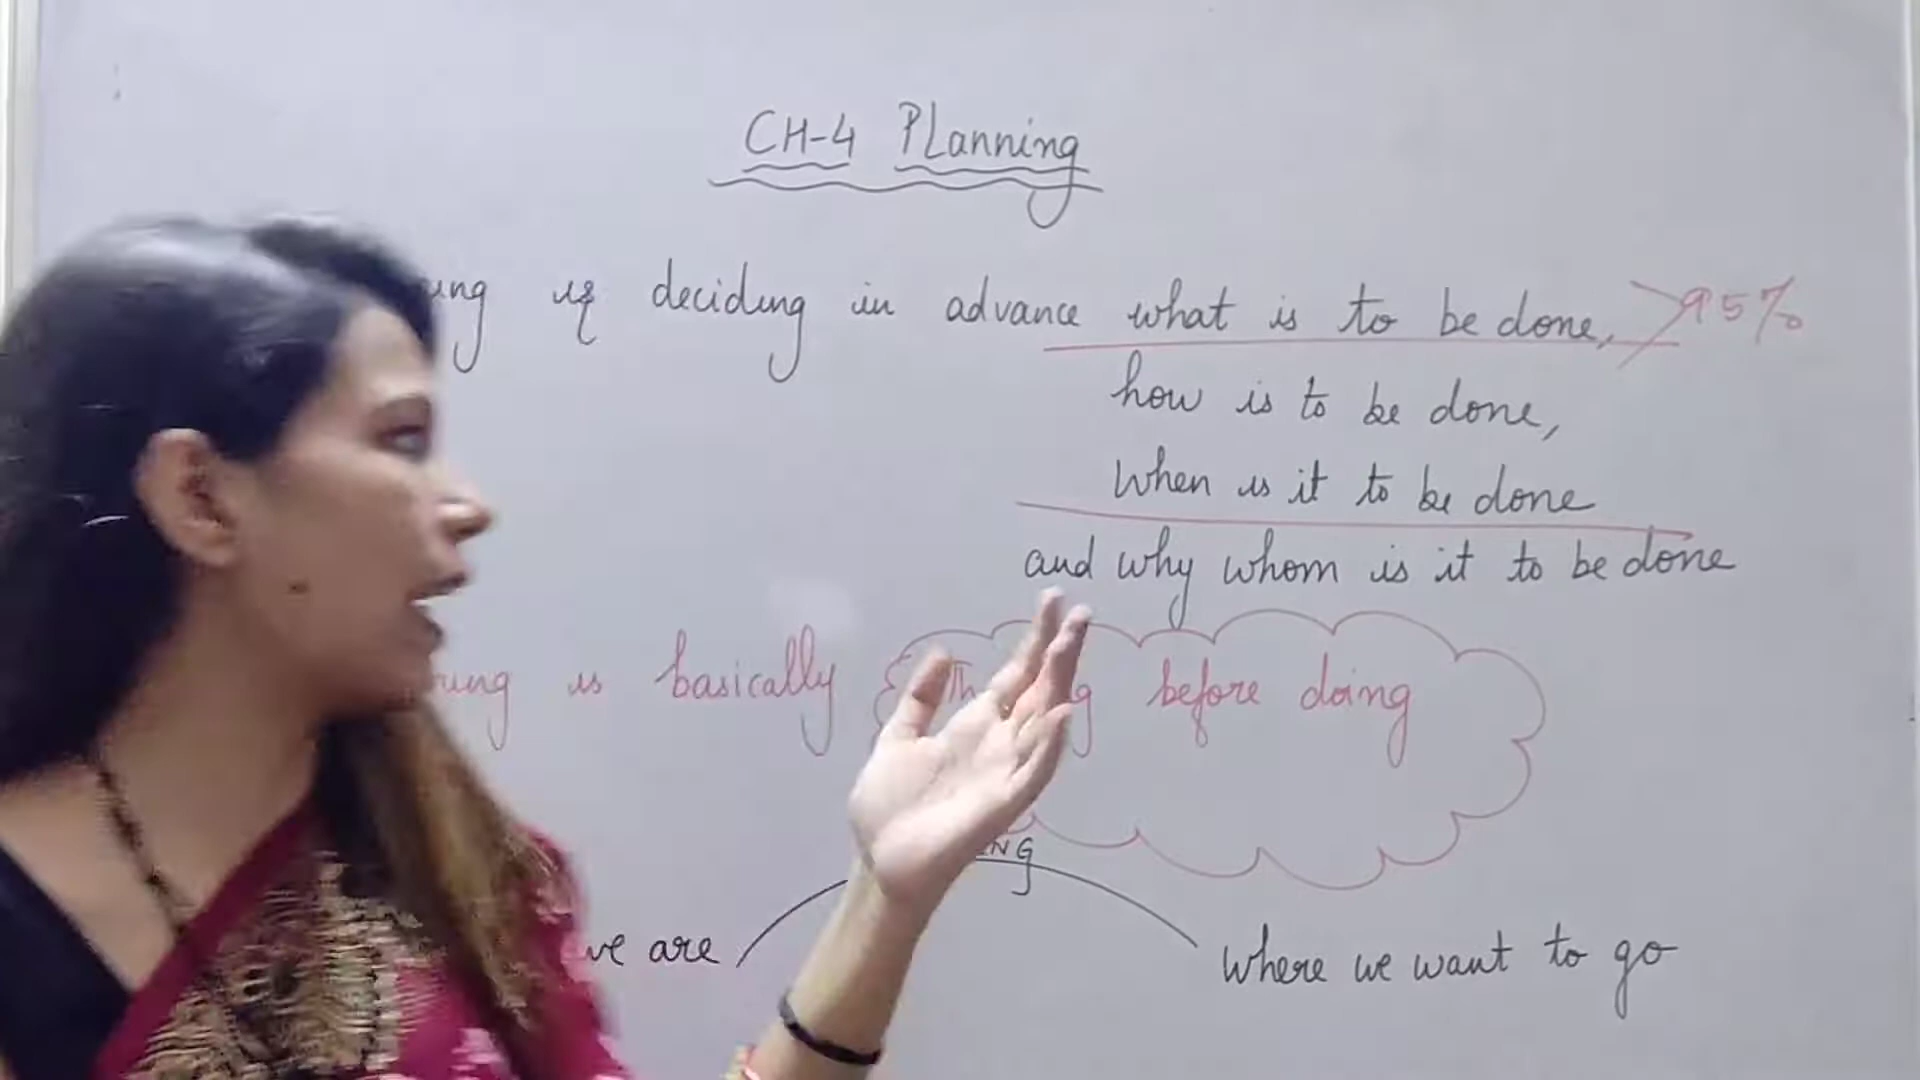 CH-4 Planning
is deciding in advance what is to be done, 95%
how is to be done,
When is it to be done
and why whom is it to be done
is basically before doing
we are
where we want to go